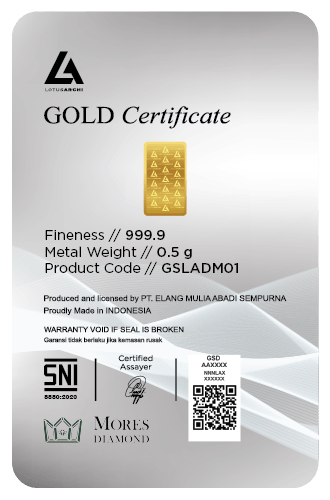 LOTUSARCHI
GOLD Certificate
Fineness // 999.9
Metal Weight // 0.5 g
Product Code // GSLADM01
Produced and licensed by PT. ELANG MULIA ABADI SEMPURNA
Proudly Made in INDONESIA
WARRANTY VOID IF SEAL IS BROKEN
Garansi tidak berlaku jika kemasan rusak
SNI
8880:2020
Certified
Assayer
GSD
AAXXXX
NNNLAX
XXXXXX
MORES
DIAMOND